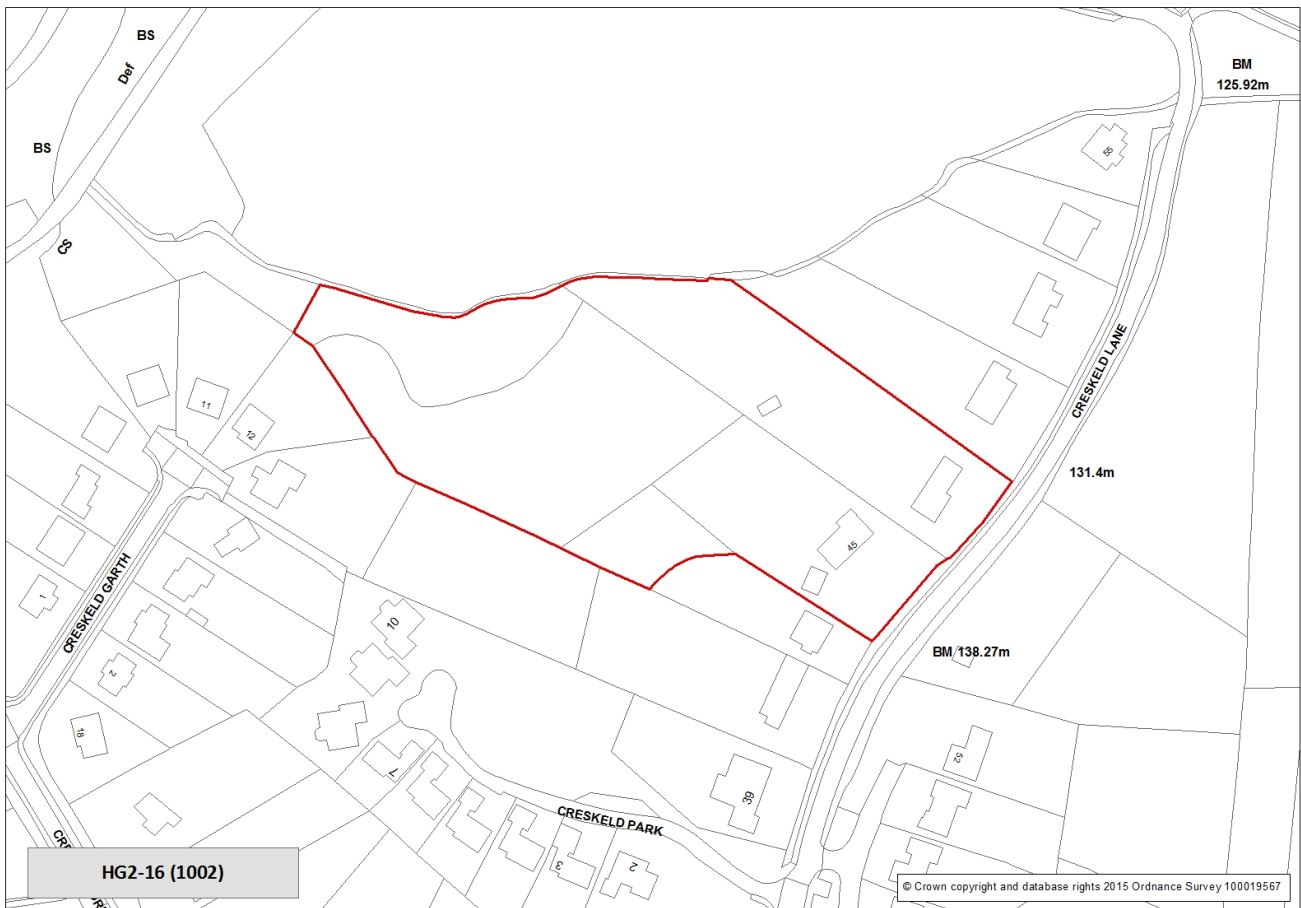 BS
Def
BM
125.92m
BS
55
CS
CRESKELD LANE
11
12
131.4m
45
1
CRESKELD GARTH
10
BM 138.27m
2
18
52
7
39
CRESKELD PARK
3
2
HG2-16 (1002)
© Crown copyright and database rights 2015 Ordnance Survey 100019567